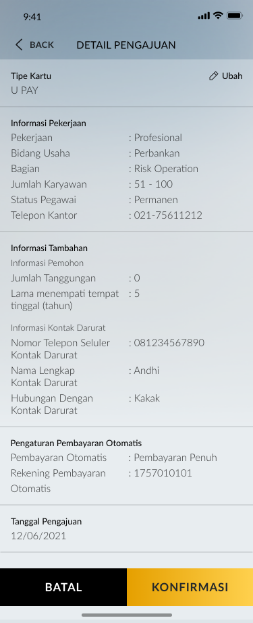 9:41
BACK DETAIL PENGAJUAN
Tipe Kartu Ubah
U PAY
Informasi Pekerjaan
Pekerjaan : Profesional
Bidang Usaha : Perbankan
Bagian : Risk Operation
Jumlah Karyawan : 51 - 100
Status Pegawai : Permanen
Telepon Kantor : 021-75611212
Informasi Tambahan
Informasi Pemohon
Jumlah Tanggungan : 0
Lama menempati tempat : 5
tinggal (tahun)
Informasi Kontak Darurat
Nomor Telepon Seluler : 081234567890
Kontak Darurat
Nama Lengkap : Andhi
Kontak Darurat
Hubungan Dengan : Kakak
Kontak Darurat
Pengaturan Pembayaran Otomatis
Pembayaran Otomatis : Pembayaran Penuh
Rekening Pembayaran : 1757010101
Otomatis
Tanggal Pengajuan
12/06/2021
BATAL KONFIRMASI